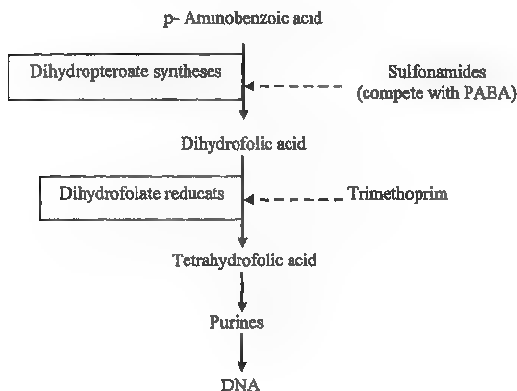 p- Aminobenzoic acid
Dihydropteroate syntheses
Sulfonamides
(compete with PABA)
Dihydrofolic acid
Dihydrofolate reducats
Trimethoprim
Tetrahydrofolic acid
Purines
DNA